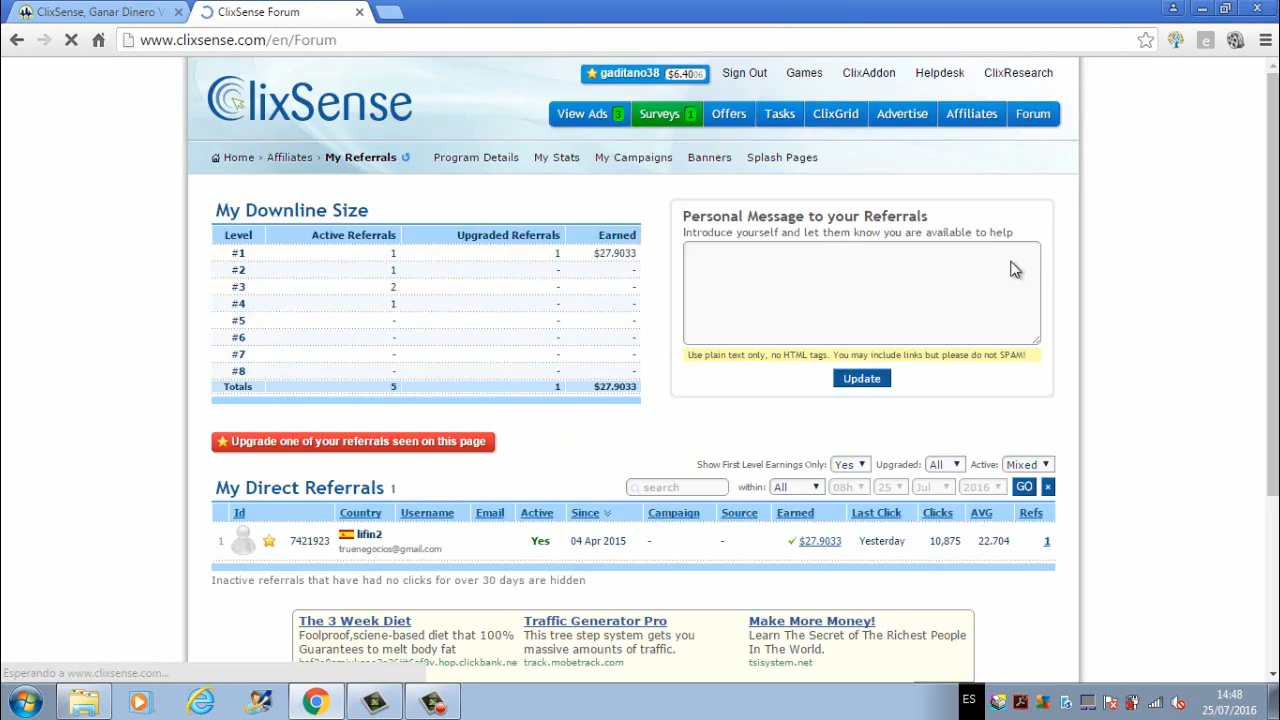 ClixSense, Ganar Dinero V
ClixSense Forum
www.clixsense.com/en/Forum
gaditano38 $6.4006 Sign Out Games ClixAddon Helpdesk ClixResearch
ClixSense
View Ads 3 Surveys 1 Offers Tasks ClixGrid Advertise Affiliates Forum
Home › Affiliates › My Referrals Program Details My Stats My Campaigns Banners Splash Pages
My Downline Size
Level Active Referrals Upgraded Referrals Earned
#1 1 1 $27.9033
#2 1 - -
#3 2 - -
#4 1 - -
#5 - - -
#6 - - -
#7 - - -
#8 - - -
Totals 5 1 $27.9033
Personal Message to your Referrals
Introduce yourself and let them know you are available to help
Use plain text only, no HTML tags. You may include links but please do not SPAM!
Update
Upgrade one of your referrals seen on this page
Show First Level Earnings Only: Yes Upgraded: All Active: Mixed
My Direct Referrals 1
search within: All 08h 25 Jul 2016 GO ×
Id Country Username Email Active Since Campaign Source Earned Last Click Clicks AVG Refs
1 7421923 lifin2 Yes 04 Apr 2015 - - $27.9033 Yesterday 10,875 22.704 1
truenegocios@gmail.com
Inactive referrals that have had no clicks for over 30 days are hidden
The 3 Week Diet
Foolproof,sciene-based diet that 100%
Guarantees to melt body fat
Traffic Generator Pro
This tree step system gets you
massive amounts of traffic.
track.mobetrack.com
Make More Money!
Learn The Secret of The Richest People
In The World.
tsisystem.net
Esperando a www.clixsense.com...
ES
14:48
25/07/2016